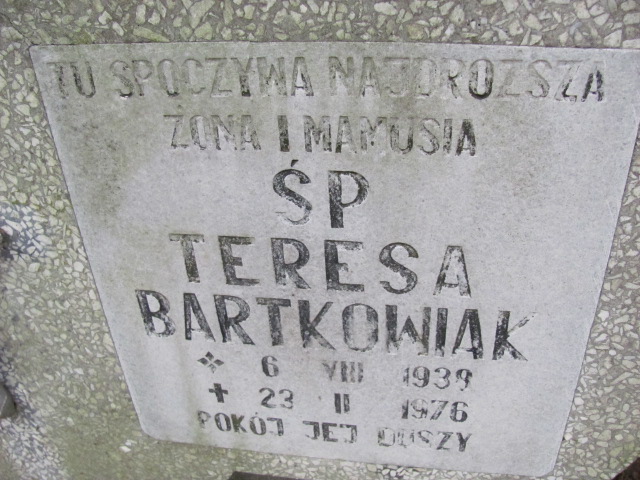 TU SPOCZYWA NAJDROŻSZA
ŻONA I MAMUSIA
ŚP
TERESA
BARTKOWIAK
6 VIII 1939
+ 23 II 1976
POKÓJ JEJ DUSZY